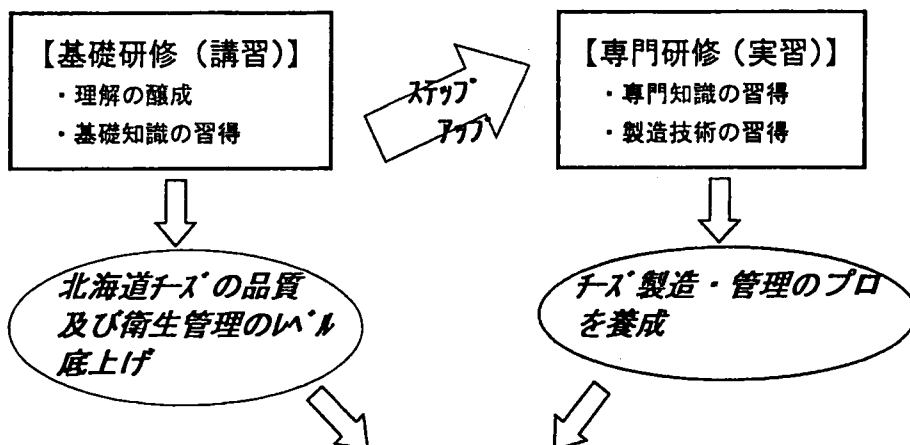 【基礎研修（講習）】
・理解の醸成
・基礎知識の習得
ステップ
アップ
【専門研修（実習）】
・専門知識の習得
・製造技術の習得
北海道チーズの品質
及び衛生管理のレベル
底上げ
チーズ製造・管理のプロ
を養成